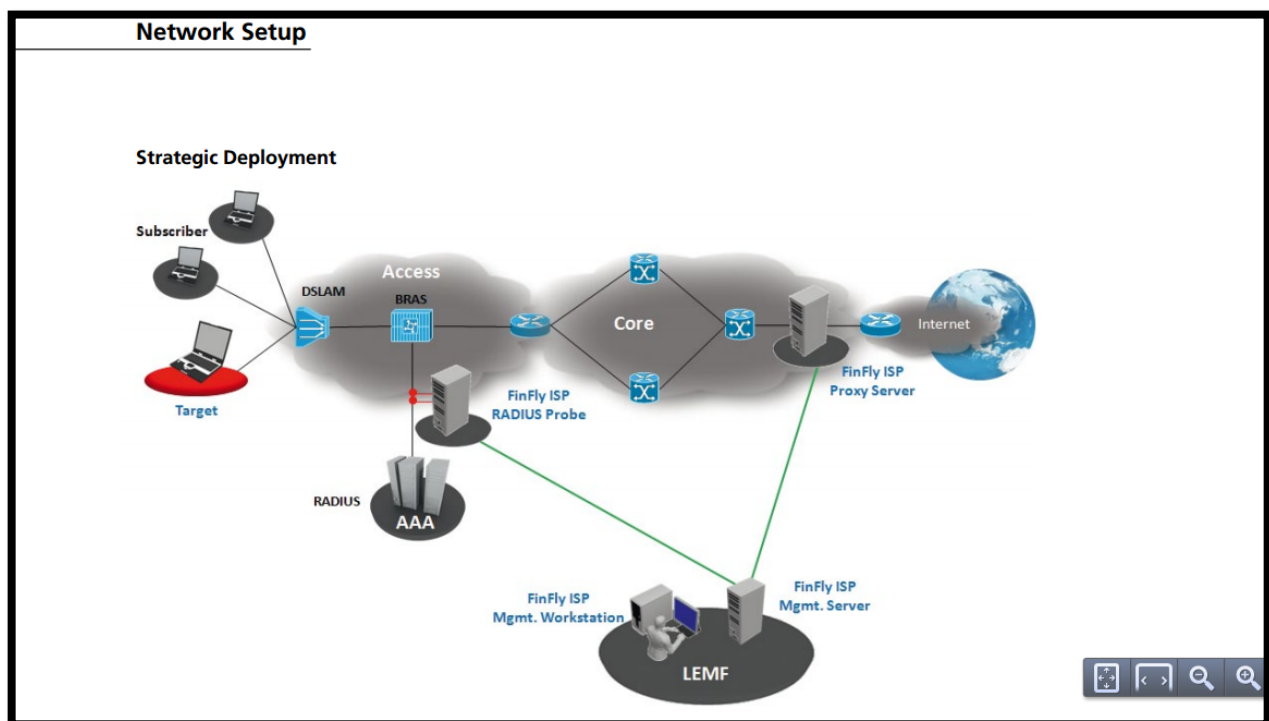 Network Setup
Strategic Deployment
Subscriber
Access
DSLAM
BRAS
Core
Internet
Target
FinFly ISP
RADIUS Probe
FinFly ISP
Proxy Server
RADIUS
AAA
FinFly ISP
Mgmt. Workstation
FinFly ISP
Mgmt. Server
LEMF